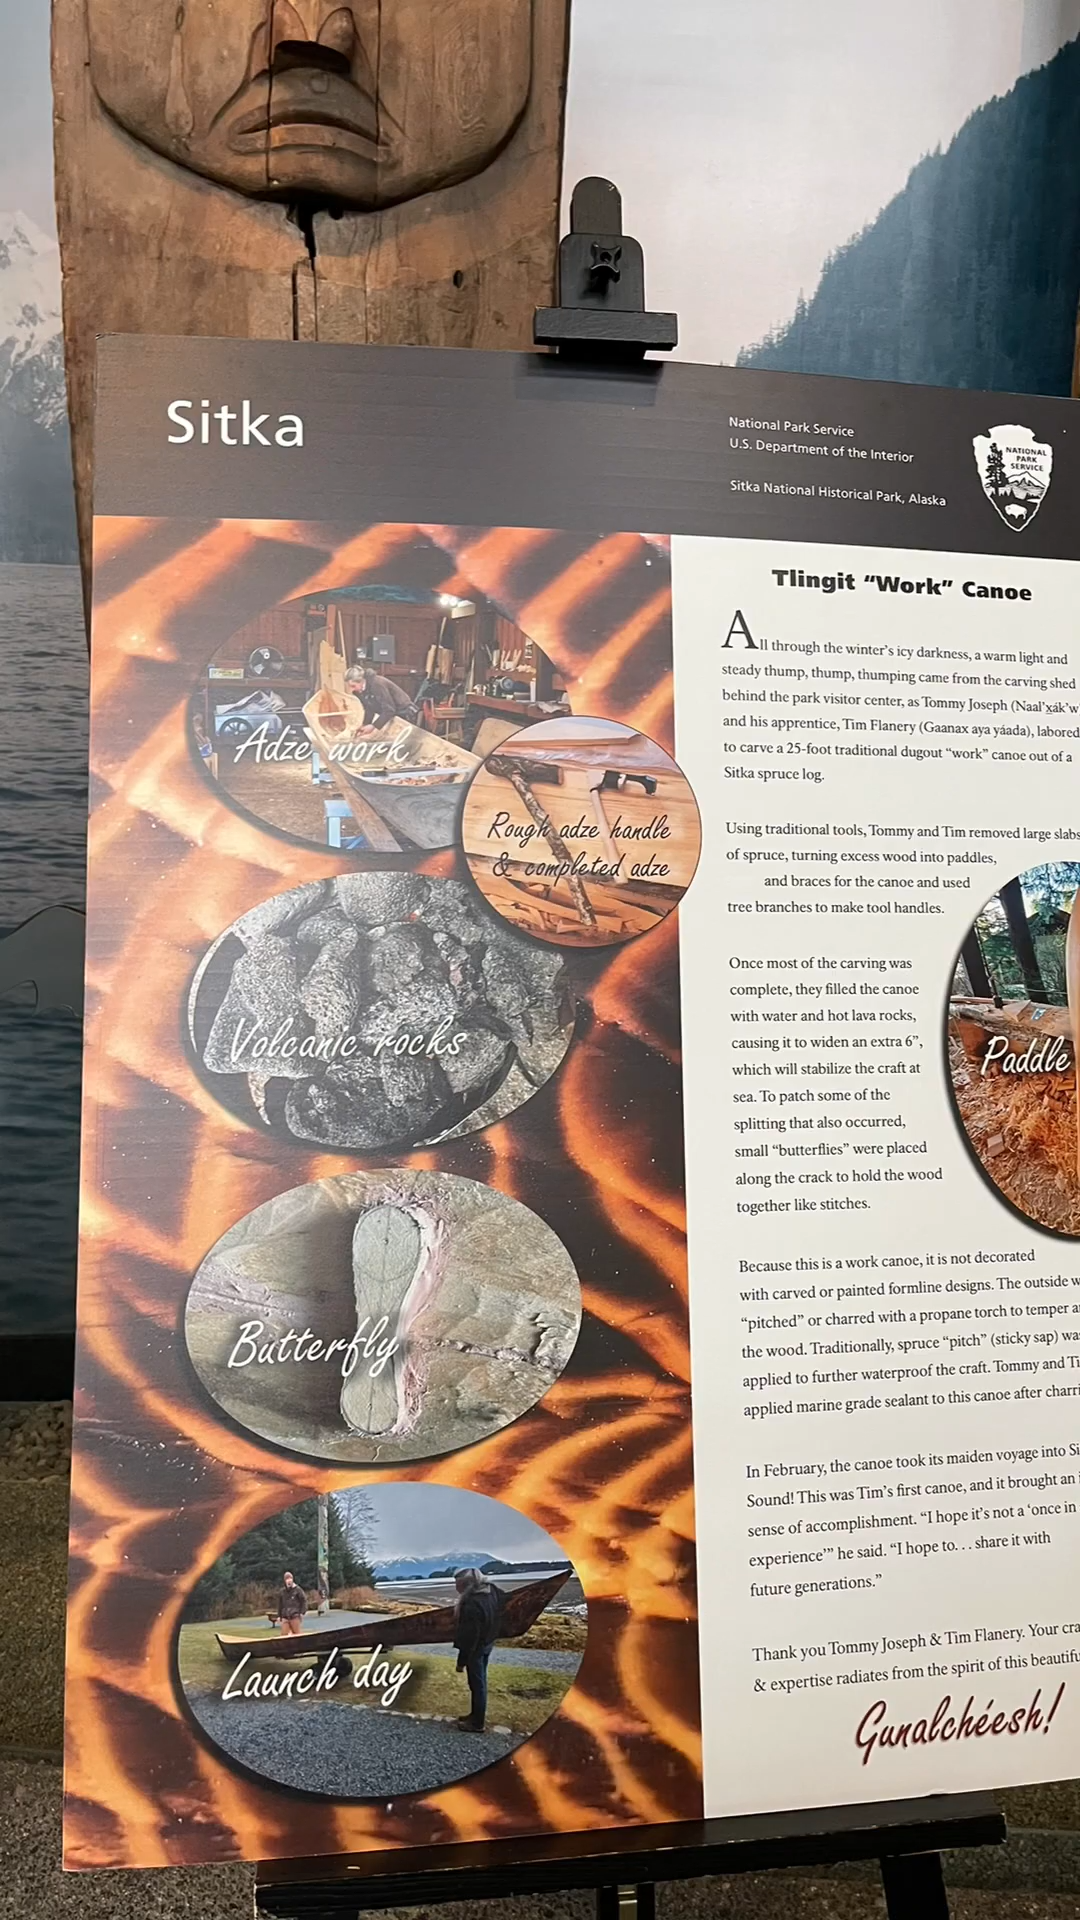 Sitka
National Park Service
U.S. Department of the Interior
Sitka National Historical Park, Alaska
NATIONAL
PARK
SERVICE
Adze work
Rough adze handle
& completed adze
Volcanic rocks
Butterfly
Launch day
Tlingit “Work” Canoe
All through the winter’s icy darkness, a warm light and
steady thump, thump, thumping came from the carving shed
behind the park visitor center, as Tommy Joseph (Naal’x̱ák’w
and his apprentice, Tim Flanery (Gaanax aya yáada), labored
to carve a 25-foot traditional dugout “work” canoe out of a
Sitka spruce log.
Using traditional tools, Tommy and Tim removed large slabs
of spruce, turning excess wood into paddles,
and braces for the canoe and used
tree branches to make tool handles.
Once most of the carving was
complete, they filled the canoe
with water and hot lava rocks,
causing it to widen an extra 6”,
which will stabilize the craft at
sea. To patch some of the
splitting that also occurred,
small “butterflies” were placed
along the crack to hold the wood
together like stitches.
Paddle
Because this is a work canoe, it is not decorated
with carved or painted formline designs. The outside
“pitched” or charred with a propane torch to temper
the wood. Traditionally, spruce “pitch” (sticky sap)
applied to further waterproof the craft. Tommy and
applied marine grade sealant to this canoe after
In February, the canoe took its maiden voyage into
Sound! This was Tim’s first canoe, and it brought an
sense of accomplishment. “I hope it’s not a ‘once in
experience’” he said. “I hope to. . . share it with
future generations.”
Thank you Tommy Joseph & Tim Flanery. Your
& expertise radiates from the spirit of this
Gunalchéesh!